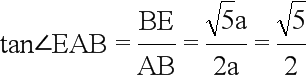 tan∠EAB = BE/AB = √5a/2a = √5/2